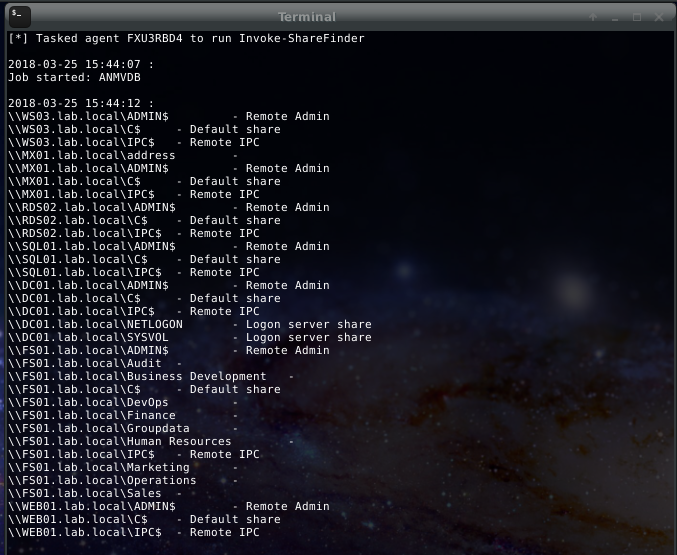 Terminal
[*] Tasked agent FXU3RBD4 to run Invoke-ShareFinder
2018-03-25 15:44:07 :
Job started: ANMVDB
2018-03-25 15:44:12 :
\\WS03.lab.local\ADMIN$ - Remote Admin
\\WS03.lab.local\C$ - Default share
\\WS03.lab.local\IPC$ - Remote IPC
\\MX01.lab.local\address -
\\MX01.lab.local\ADMIN$ - Remote Admin
\\MX01.lab.local\C$ - Default share
\\MX01.lab.local\IPC$ - Remote IPC
\\RDS02.lab.local\ADMIN$ - Remote Admin
\\RDS02.lab.local\C$ - Default share
\\RDS02.lab.local\IPC$ - Remote IPC
\\SQL01.lab.local\ADMIN$ - Remote Admin
\\SQL01.lab.local\C$ - Default share
\\SQL01.lab.local\IPC$ - Remote IPC
\\DC01.lab.local\ADMIN$ - Remote Admin
\\DC01.lab.local\C$ - Default share
\\DC01.lab.local\IPC$ - Remote IPC
\\DC01.lab.local\NETLOGON - Logon server share
\\DC01.lab.local\SYSVOL - Logon server share
\\FS01.lab.local\ADMIN$ - Remote Admin
\\FS01.lab.local\Audit -
\\FS01.lab.local\Business Development -
\\FS01.lab.local\C$ - Default share
\\FS01.lab.local\DevOps -
\\FS01.lab.local\Finance -
\\FS01.lab.local\Groupdata -
\\FS01.lab.local\Human Resources -
\\FS01.lab.local\IPC$ - Remote IPC
\\FS01.lab.local\Marketing -
\\FS01.lab.local\Operations -
\\FS01.lab.local\Sales -
\\WEB01.lab.local\ADMIN$ - Remote Admin
\\WEB01.lab.local\C$ - Default share
\\WEB01.lab.local\IPC$ - Remote IPC